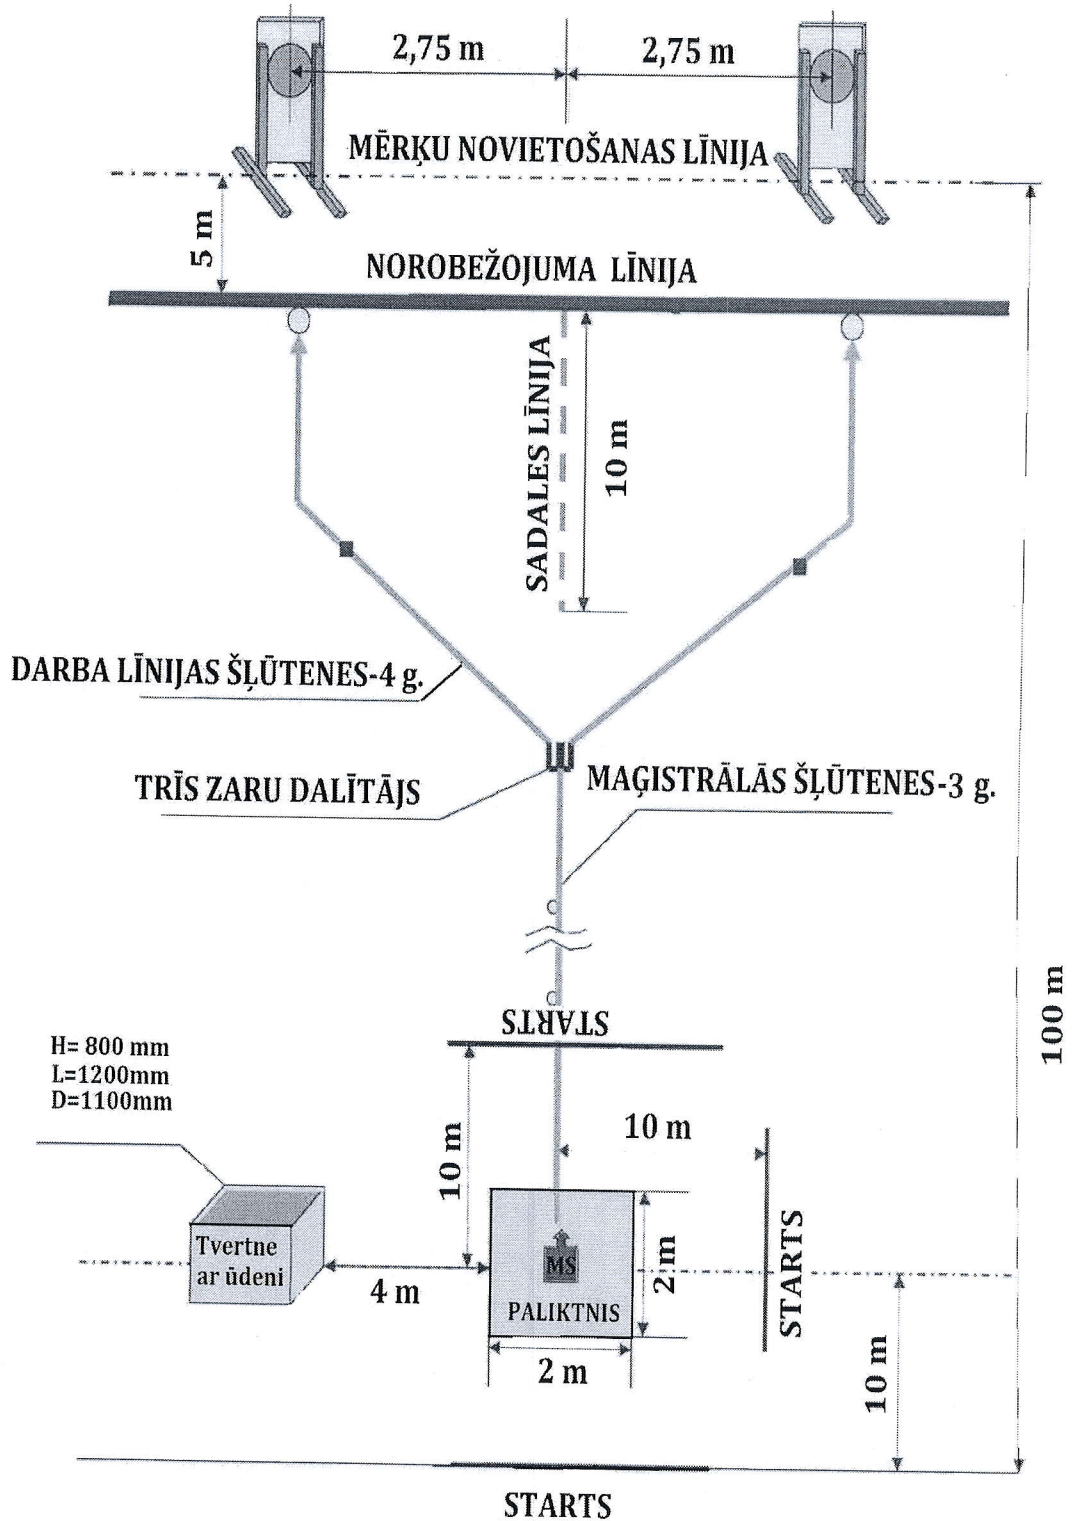 2,75 m
2,75 m
MĒRĶU NOVIETOŠANAS LĪNIJA
5 m
NOROBEŽOJUMA LĪNIJA
SADALES LĪNIJA
10 m
DARBA LĪNIJAS ŠĻŪTENES-4 g.
TRĪS ZARU DALĪTĀJS
MAĢISTRĀLĀS ŠĻŪTENES-3 g.
100 m
STARTS
H= 800 mm
L=1200mm
D=1100mm
10 m
10 m
Tvertne
ar ūdeni
4 m
MS
PALIKTNIS
2 m
2 m
STARTS
10 m
STARTS